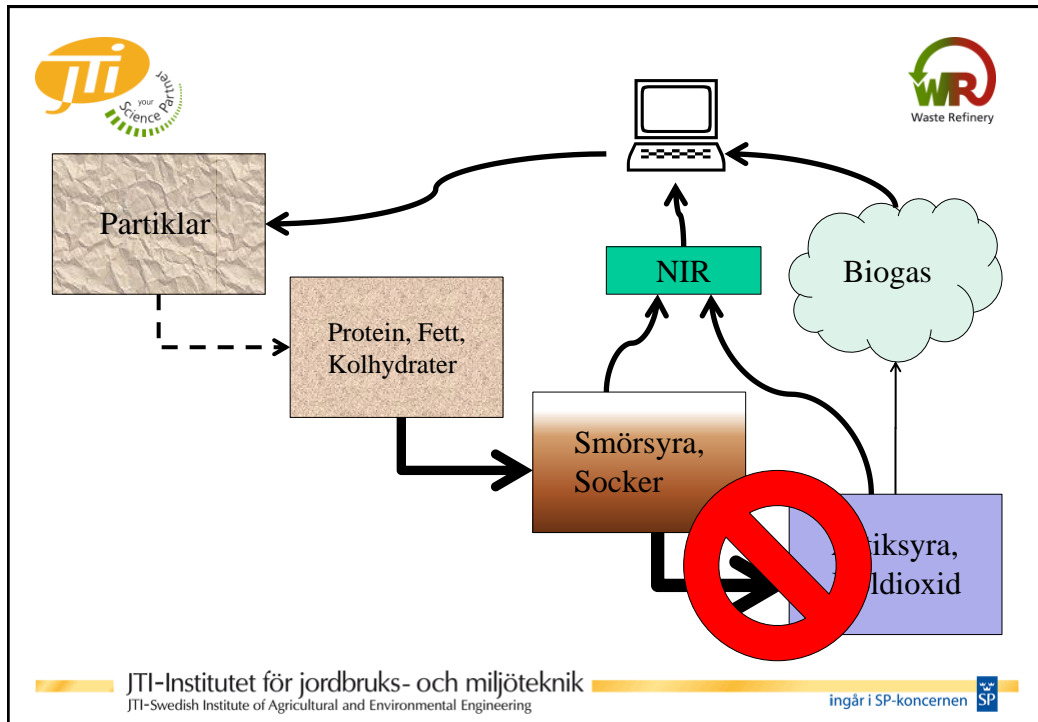 JTI
your
Science Partner
WR
Waste Refinery
Partiklar
NIR
Biogas
Protein, Fett,
Kolhydrater
Smörsyra,
Socker
JTI-Institutet för jordbruks- och miljöteknik
JTI-Swedish Institute of Agricultural and Environmental Engineering
ingår i SP-koncernen
SP